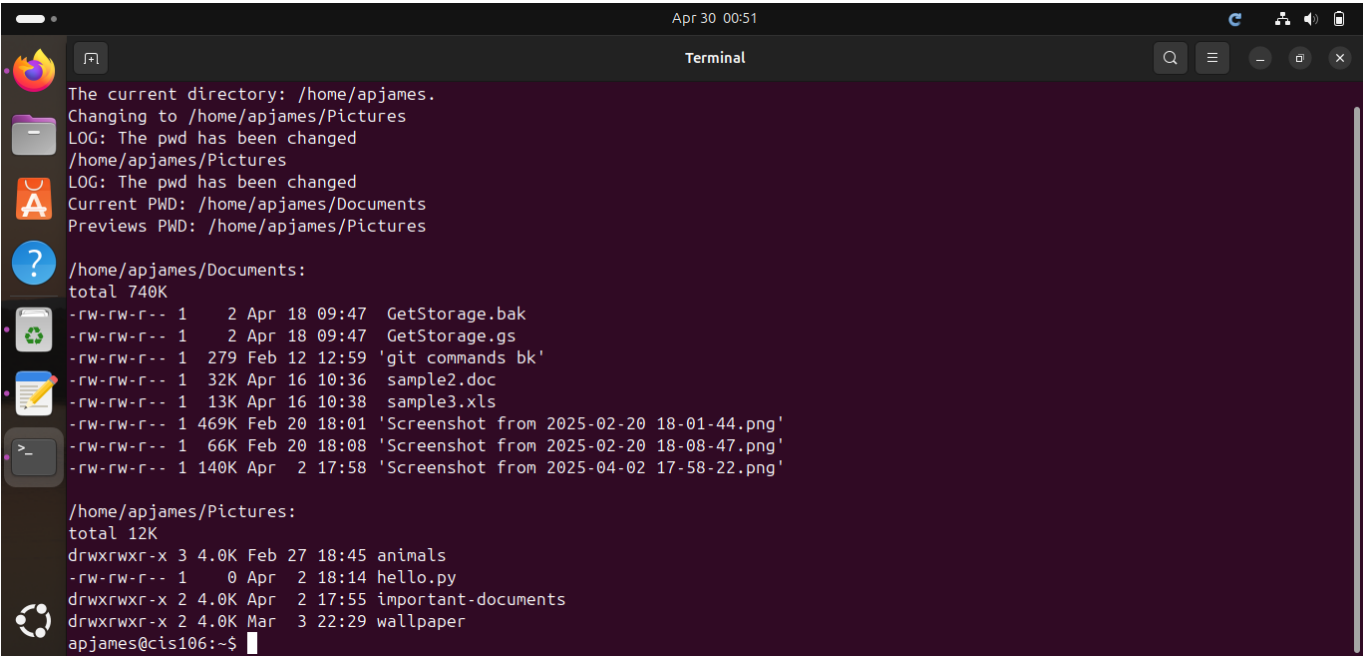 Apr 30 00:51
Terminal
The current directory: /home/apjames.
Changing to /home/apjames/Pictures
LOG: The pwd has been changed
/home/apjames/Pictures
LOG: The pwd has been changed
Current PWD: /home/apjames/Documents
Previews PWD: /home/apjames/Pictures
/home/apjames/Documents:
total 740K
-rw-rw-r-- 1    2 Apr 18 09:47  GetStorage.bak
-rw-rw-r-- 1    2 Apr 18 09:47  GetStorage.gs
-rw-rw-r-- 1  279 Feb 12 12:59 'git commands bk'
-rw-rw-r-- 1  32K Apr 16 10:36  sample2.doc
-rw-rw-r-- 1  13K Apr 16 10:38  sample3.xls
-rw-rw-r-- 1 469K Feb 20 18:01 'Screenshot from 2025-02-20 18-01-44.png'
-rw-rw-r-- 1  66K Feb 20 18:08 'Screenshot from 2025-02-20 18-08-47.png'
-rw-rw-r-- 1 140K Apr  2 17:58 'Screenshot from 2025-04-02 17-58-22.png'
/home/apjames/Pictures:
total 12K
drwxrwxr-x 3 4.0K Feb 27 18:45 animals
-rw-rw-r-- 1    0 Apr  2 18:14 hello.py
drwxrwxr-x 2 4.0K Apr  2 17:55 important-documents
drwxrwxr-x 2 4.0K Mar  3 22:29 wallpaper
apjames@cis106:~$